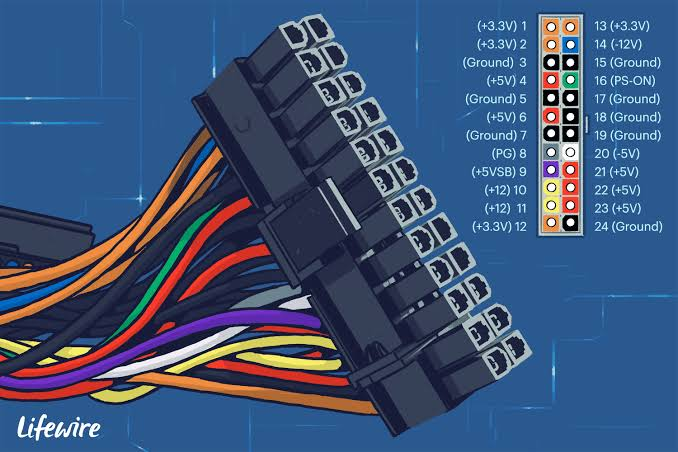 (+3.3V) 1 13 (+3.3V)
(+3.3V) 2 14 (-12V)
(Ground) 3 15 (Ground)
(+5V) 4 16 (PS-ON)
(Ground) 5 17 (Ground)
(+5V) 6 18 (Ground)
(Ground) 7 19 (Ground)
(PG) 8 20 (-5V)
(+5VSB) 9 21 (+5V)
(+12) 10 22 (+5V)
(+12) 11 23 (+5V)
(+3.3V) 12 24 (Ground)
Lifewire